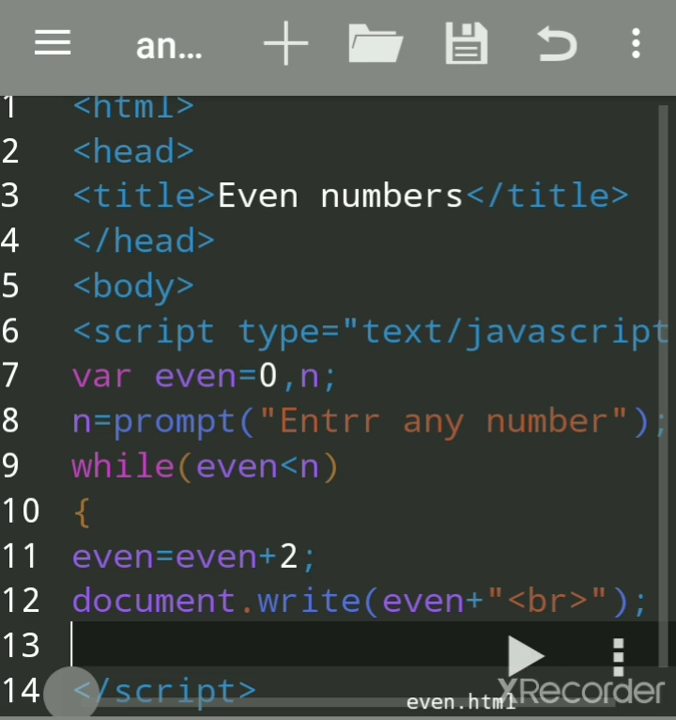 an...
1 <html>
2 <head>
3 <title>Even numbers</title>
4 </head>
5 <body>
6 <script type="text/javascript
7 var even=0,n;
8 n=prompt("Entrr any number");
9 while(even<n)
10 {
11 even=even+2;
12 document.write(even+"<br>");
13
14 </script>
even.html
XRecorder